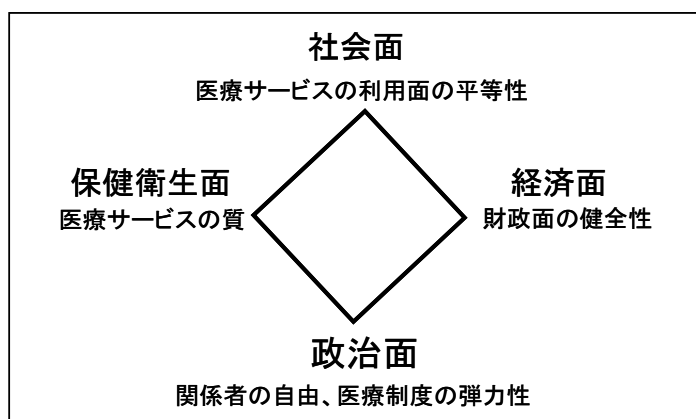 社会面
医療サービスの利用面の平等性
保健衛生面
医療サービスの質
経済面
財政面の健全性
政治面
関係者の自由、医療制度の弾力性